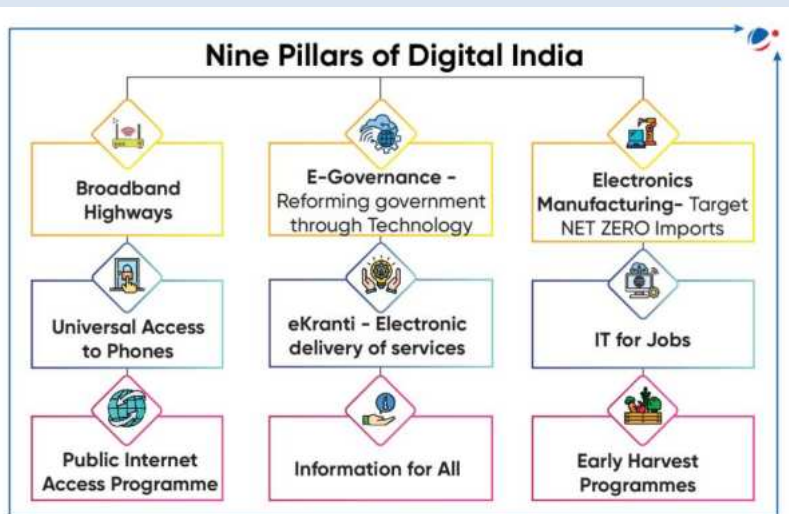 Nine Pillars of Digital India
Broadband
Highways
E-Governance –
Reforming government
through Technology
Electronics
Manufacturing- Target
NET ZERO Imports
Universal Access
to Phones
eKranti - Electronic
delivery of services
IT for Jobs
Public Internet
Access Programme
Information for All
Early Harvest
Programmes